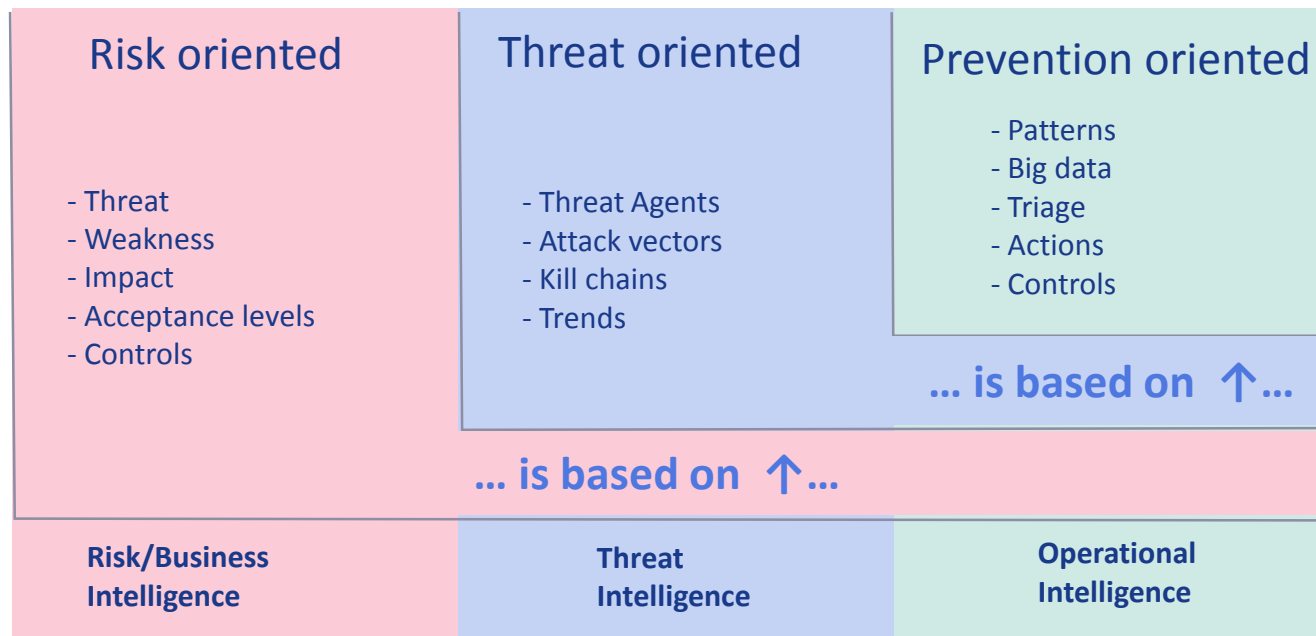 Risk oriented
- Threat
- Weakness
- Impact
- Acceptance levels
- Controls
Threat oriented
- Threat Agents
- Attack vectors
- Kill chains
- Trends
Prevention oriented
- Patterns
- Big data
- Triage
- Actions
- Controls
... is based on ↑...
... is based on ↑...
Risk/Business
Intelligence
Threat
Intelligence
Operational
Intelligence